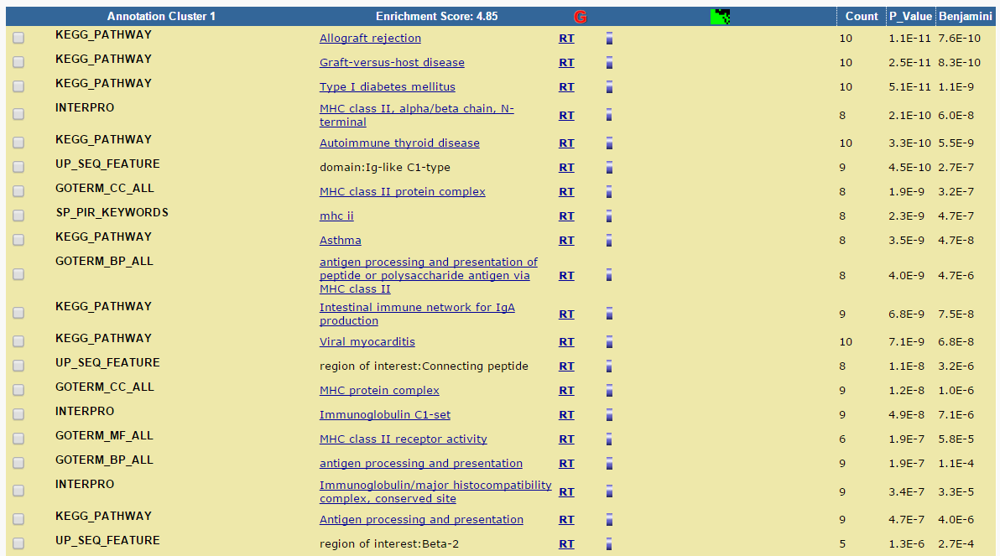 Annotation Cluster 1 Enrichment Score: 4.85 G Count P_Value Benjamini
KEGG_PATHWAY Allograft rejection RT 10 1.1E-11 7.6E-10
KEGG_PATHWAY Graft-versus-host disease RT 10 2.5E-11 8.3E-10
KEGG_PATHWAY Type I diabetes mellitus RT 10 5.1E-11 1.1E-9
INTERPRO MHC class II, alpha/beta chain, N-
terminal RT 8 2.1E-10 6.0E-8
KEGG_PATHWAY Autoimmune thyroid disease RT 10 3.3E-10 5.5E-9
UP_SEQ_FEATURE domain:Ig-like C1-type RT 9 4.5E-10 2.7E-7
GOTERM_CC_ALL MHC class II protein complex RT 8 1.9E-9 3.2E-7
SP_PIR_KEYWORDS mhc ii RT 8 2.3E-9 4.7E-7
KEGG_PATHWAY Asthma RT 8 3.5E-9 4.7E-8
GOTERM_BP_ALL antigen processing and presentation of
peptide or polysaccharide antigen via RT 8 4.0E-9 4.7E-6
MHC class II
KEGG_PATHWAY Intestinal immune network for IgA
production RT 9 6.8E-9 7.5E-8
KEGG_PATHWAY Viral myocarditis RT 10 7.1E-9 6.8E-8
UP_SEQ_FEATURE region of interest:Connecting peptide RT 8 1.1E-8 3.2E-6
GOTERM_CC_ALL MHC protein complex RT 9 1.2E-8 1.0E-6
INTERPRO Immunoglobulin C1-set RT 9 4.9E-8 7.1E-6
GOTERM_MF_ALL MHC class II receptor activity RT 6 1.9E-7 5.8E-5
GOTERM_BP_ALL antigen processing and presentation RT 9 1.9E-7 1.1E-4
INTERPRO Immunoglobulin/major histocompatibility
complex, conserved site RT 9 3.4E-7 3.3E-5
KEGG_PATHWAY Antigen processing and presentation RT 9 4.7E-7 4.0E-6
UP_SEQ_FEATURE region of interest:Beta-2 RT 5 1.3E-6 2.7E-4